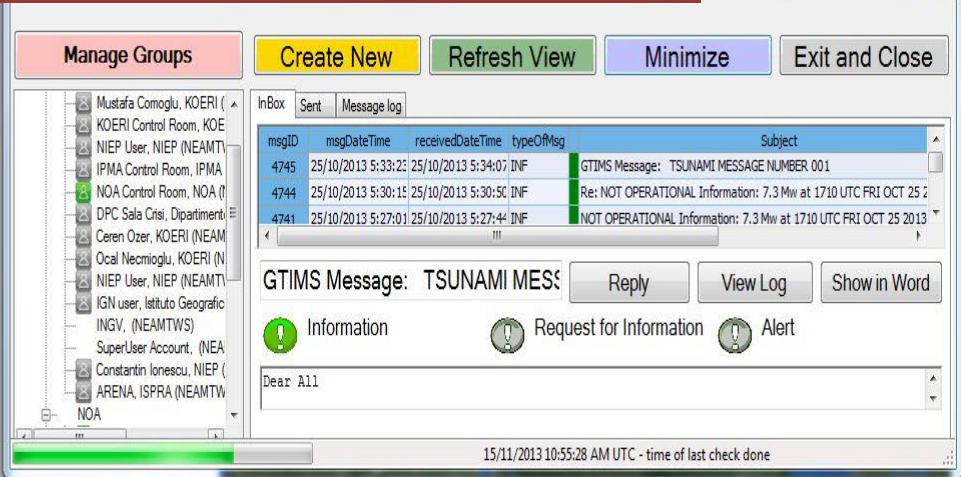 Manage Groups
Create New
Refresh View
Minimize
Exit and Close
Mustafa Comoglu, KOERI (
KOERI Control Room, KOE
NIEP User, NIEP (NEAMTV
IPMA Control Room, IPMA
NOA Control Room, NOA (
DPC Sala Crisi, Dipartimento
Ceren Ozer, KOERI (NEAM
Ocal Necmioglu, KOERI (N
NIEP User, NIEP (NEAMTV
IGN user, Istituto Geografic
INGV, (NEAMTWS)
SuperUser Account, (NEA
Constantin Ionescu, NIEP (
ARENA, ISPRA (NEAMTW
NOA
InBox Sent Message log
msgID msgDateTime receivedDateTime typeOfMsg Subject
4745 25/10/2013 5:33:23 25/10/2013 5:34:07 INF GTIMS Message: TSUNAMI MESSAGE NUMBER 001
4744 25/10/2013 5:30:15 25/10/2013 5:30:50 INF Re: NOT OPERATIONAL Information: 7.3 Mw at 1710 UTC FRI OCT 25 2
4741 25/10/2013 5:27:01 25/10/2013 5:27:44 INF NOT OPERATIONAL Information: 7.3 Mw at 1710 UTC FRI OCT 25 2013
GTIMS Message: TSUNAMI MESS
Reply
View Log
Show in Word
Information
Request for Information
Alert
Dear All
15/11/2013 10:55:28 AM UTC - time of last check done